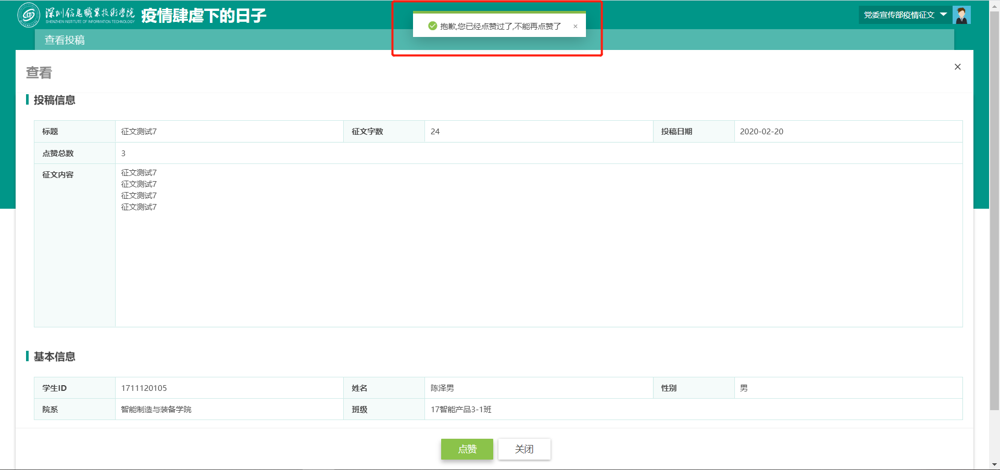 深圳信息職業技術學院
SHENZHEN INSTITUTE OF INFORMATION TECHNOLOGY
疫情肆虐下的日子
抱歉,您已经点赞过了,不能再点赞了 ×
党委宣传部疫情征文
查看投稿
查看
投稿信息
标题 征文测试7 征文字数 24 投稿日期 2020-02-20
点赞总数 3
征文内容 征文测试7
征文测试7
征文测试7
征文测试7
基本信息
学生ID 1711120105 姓名 陈泽男 性别 男
院系 智能制造与装备学院 班级 17智能产品3-1班
点赞 关闭